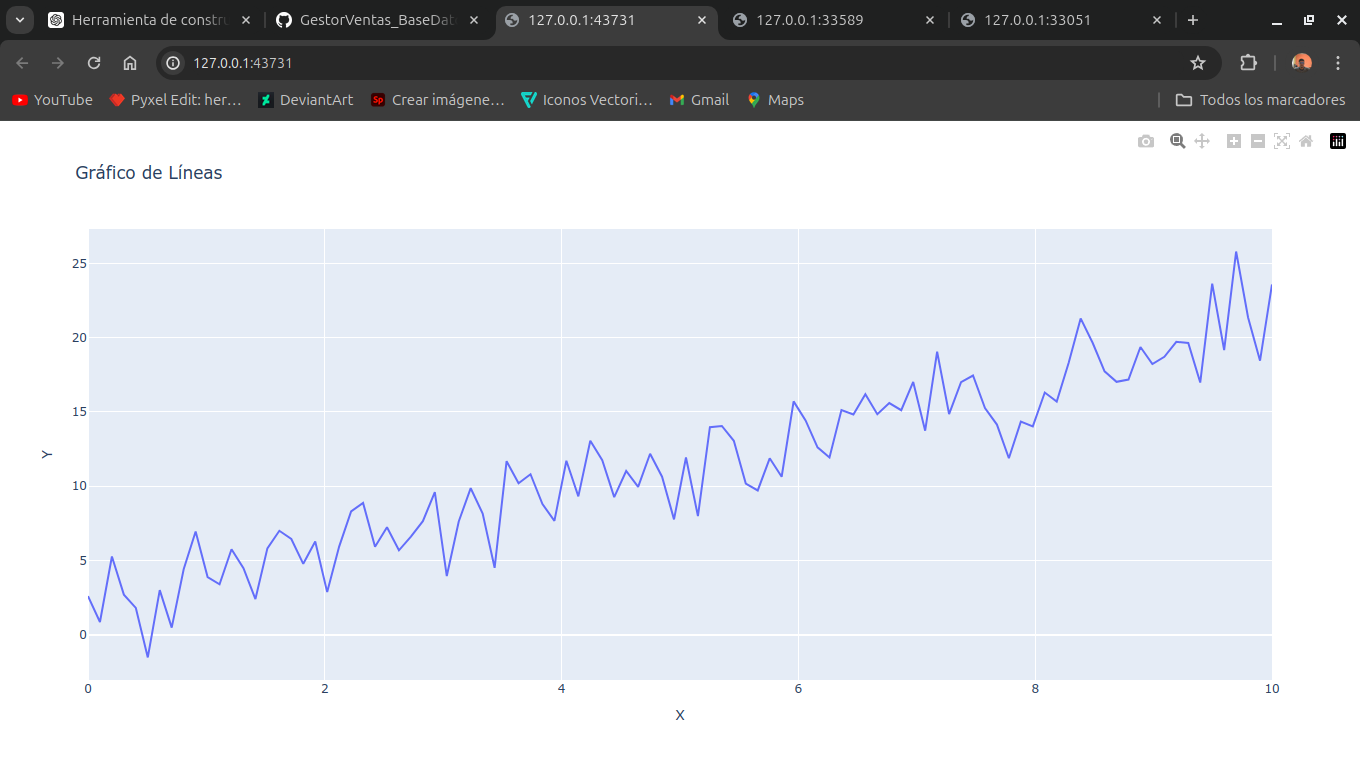 Herramienta de constru
GestorVentas_BaseDat
127.0.0.1:43731
127.0.0.1:33589
127.0.0.1:33051
127.0.0.1:43731
YouTube
Pyxel Edit: her…
DeviantArt
Sp
Crear imágene…
Iconos Vectori…
Gmail
Maps
Todos los marcadores
Gráfico de Líneas
25
20
15
10
5
0
Y
0 2 4 6 8 10
X